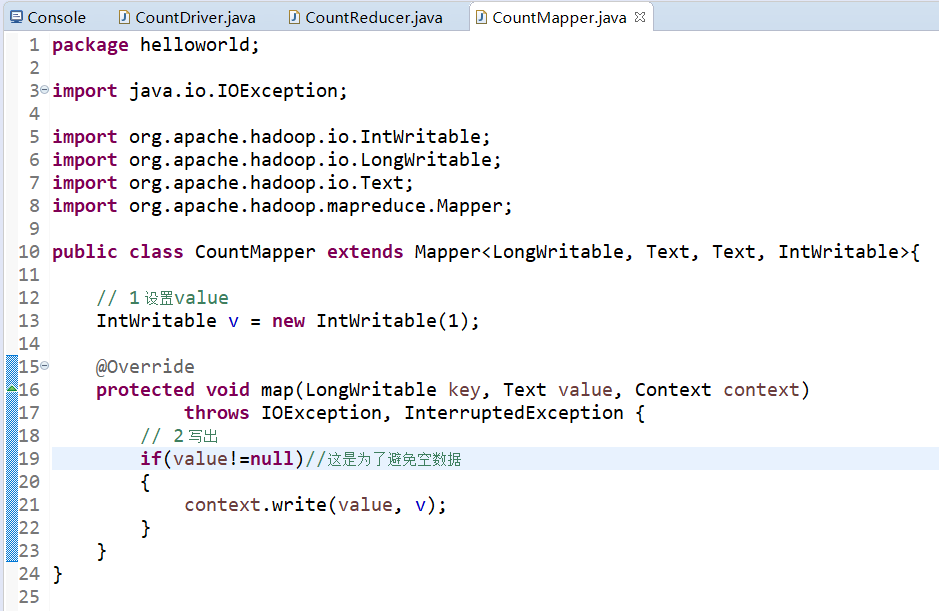 Console CountDriver.java CountReducer.java CountMapper.java
1 package helloworld;
2
3 import java.io.IOException;
4
5 import org.apache.hadoop.io.IntWritable;
6 import org.apache.hadoop.io.LongWritable;
7 import org.apache.hadoop.io.Text;
8 import org.apache.hadoop.mapreduce.Mapper;
9
10 public class CountMapper extends Mapper<LongWritable, Text, Text, IntWritable>{
11
12 // 1 设置value
13 IntWritable v = new IntWritable(1);
14
15 @Override
16 protected void map(LongWritable key, Text value, Context context)
17 throws IOException, InterruptedException {
18 // 2 写出
19 if(value!=null)//这是为了避免空数据
20 {
21 context.write(value, v);
22 }
23 }
24 }
25